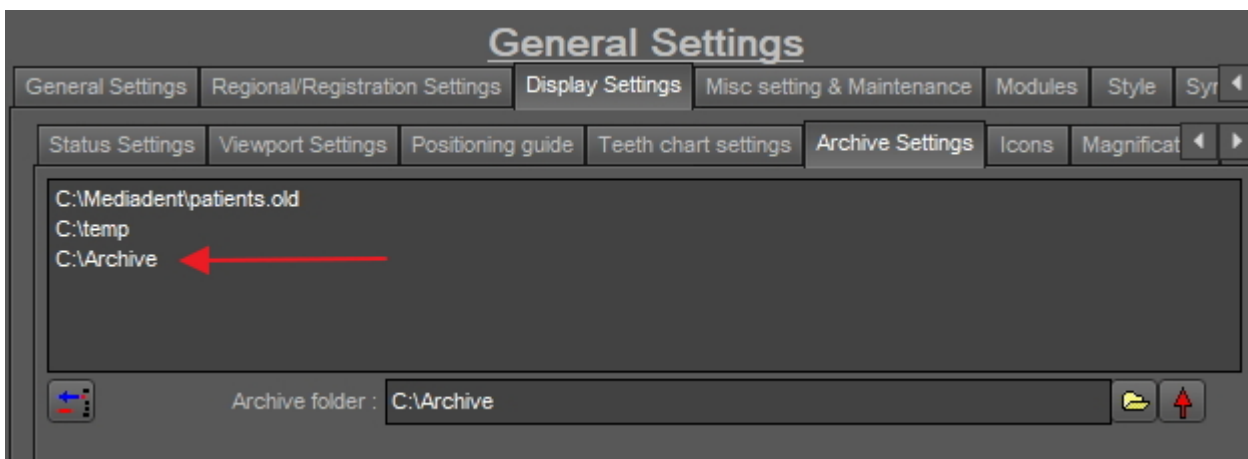 General Settings
General Settings Regional/Registration Settings Display Settings Misc setting & Maintenance Modules Style
Status Settings Viewport Settings Positioning guide Teeth chart settings Archive Settings Icons Magnificat
C:\Mediadent\patients.old
C:\temp
C:\Archive
Archive folder : C:\Archive